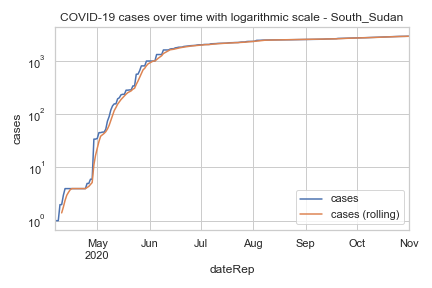 COVID-19 cases over time with logarithmic scale - South_Sudan
cases
10³
10²
10¹
10⁰
May
2020
Jun
Jul
Aug
Sep
Oct
Nov
dateRep
cases
cases (rolling)